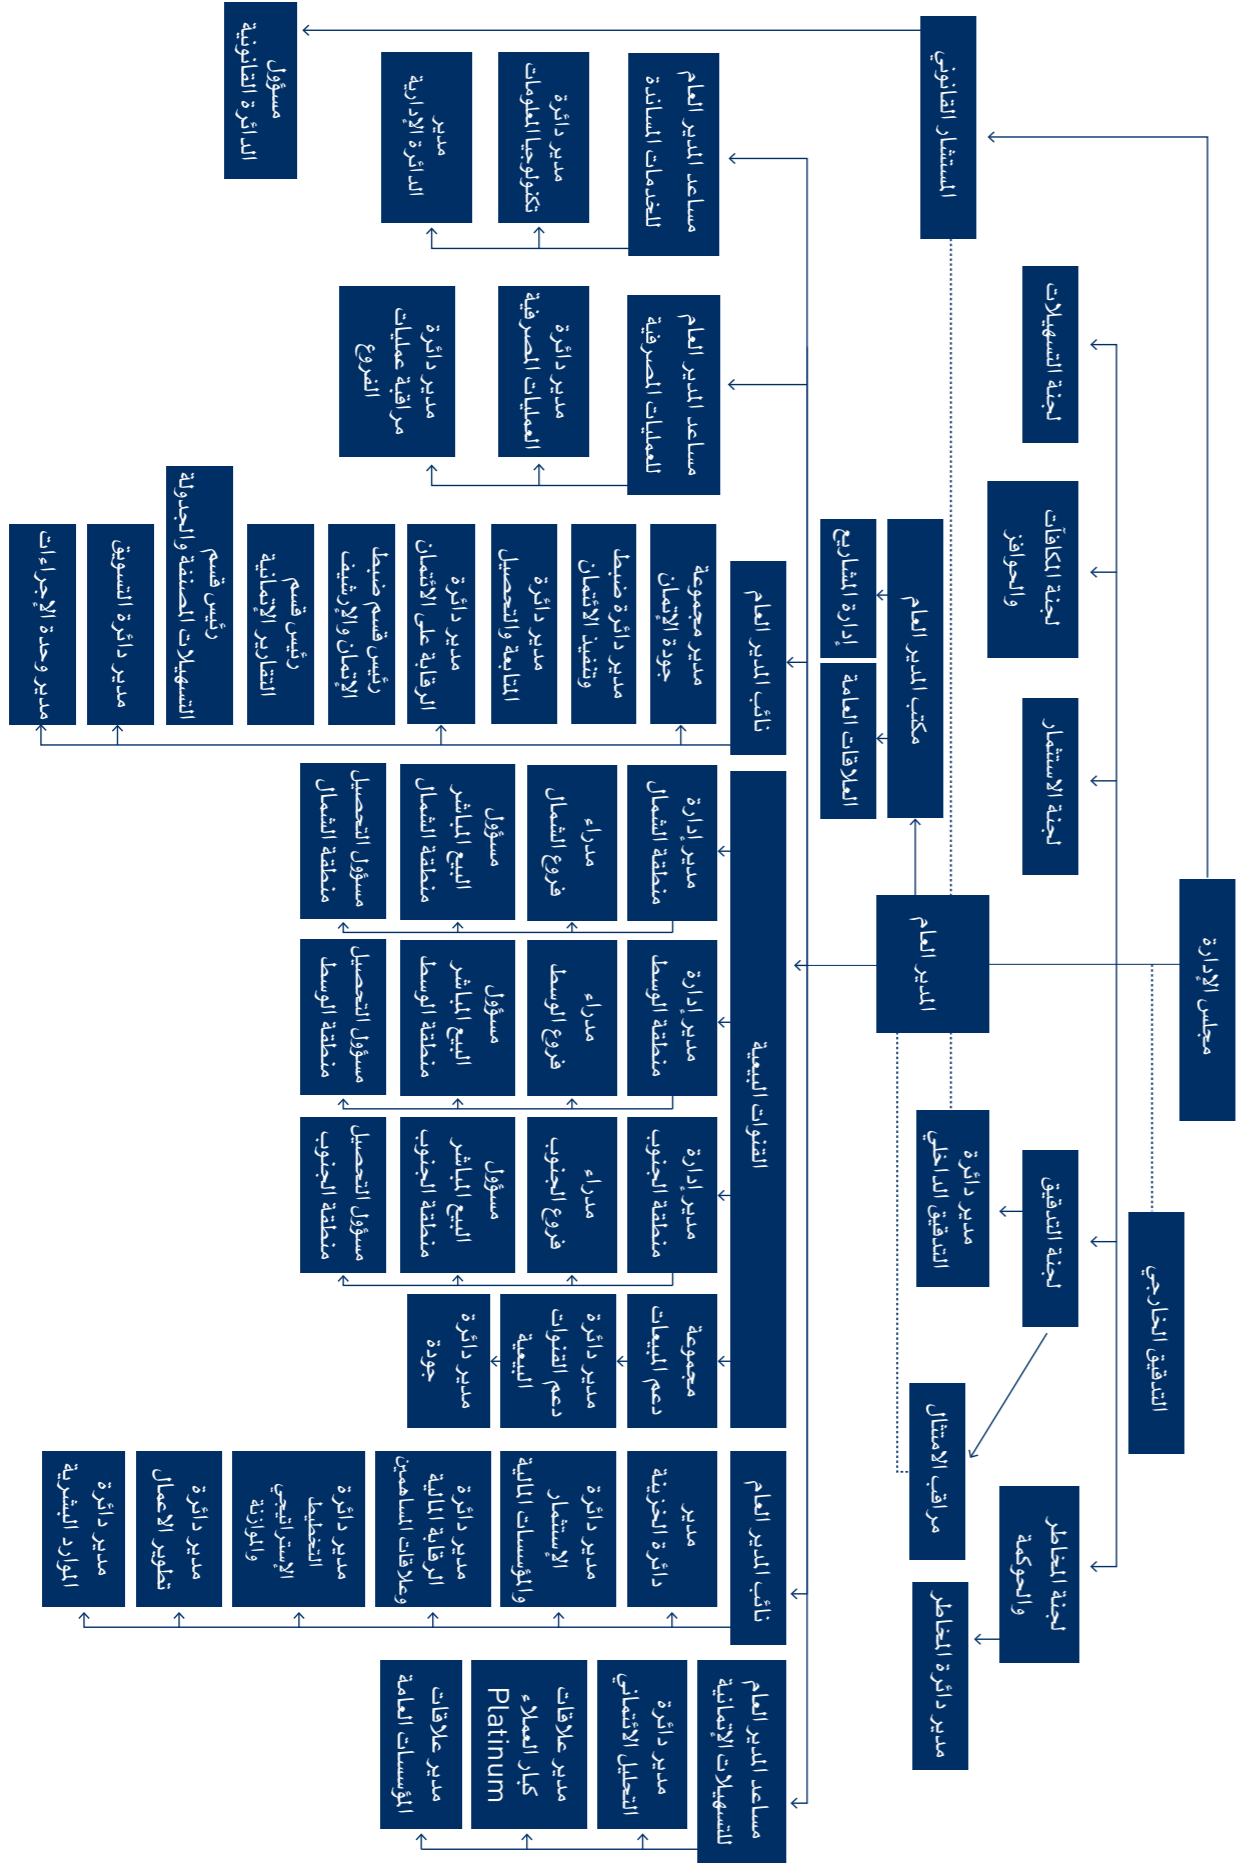 مجلس الإدارة
التدقيق الخارجي
لجنة المخاطر
والحوكمة
لجنة التدقيق
لجنة الاستثمار
لجنة المكافآت
والحوافز
لجنة التسهيلات
المستشار القانوني
مدير دائرة المخاطر
مراقب الامتثال
مدير دائرة
التدقيق الداخلي
المدير العام
مكتب المدير العام
العلاقات العامة
إدارة المشاريع
مسؤول
الدائرة القانونية
مساعد المدير العام
للتسهيلات الإتمانية
مدير دائرة
التحليل الائتماني
مدير علاقات
كبار العملاء
Platinum
مدير علاقات
المؤسسات العامة
نائب المدير العام
مدير
دائرة الخزينة
مدير دائرة
الإستثمار
والمؤسسات المالية
مدير دائرة
الرقابة المالية
وعلاقات المساهمين
مدير دائرة
التخطيط
الإستراتيجي
والموازنة
مدير دائرة
تطوير الاعمال
مدير دائرة
الموارد البشرية
القنوات البيعية
مجموعة
دعم المبيعات
مدير دائرة
دعم القنوات
البيعية
مدير دائرة
جودة
مدير إدارة
منطقة الجنوب
مدراء
فروع الجنوب
مسؤول
البيع المباشر
منطقة الجنوب
مسؤول التحصيل
منطقة الجنوب
مدير إدارة
منطقة الوسط
مدراء
فروع الوسط
مسؤول
البيع المباشر
منطقة الوسط
مسؤول التحصيل
منطقة الوسط
مدير إدارة
منطقة الشمال
مدراء
فروع الشمال
مسؤول
البيع المباشر
منطقة الشمال
مسؤول التحصيل
منطقة الشمال
نائب المدير العام
مدير مجموعة
جودة الإتمان
مدير دائرة ضبط
وتنفيذ الائتمان
مدير دائرة
المتابعة والتحصيل
مدير دائرة
الرقابة على الائتمان
رئيس قسم ضبط
الإتمان والإرشيف
رئيس قسم
التقارير الإتمانية
رئيس قسم
التسهيلات المصنفة والجدولة
مدير دائرة التسويق
مدير وحدة الإجراءات
مساعد المدير العام
للعمليات المصرفية
مدير دائرة
العمليات المصرفية
مدير دائرة
مراقبة عمليات
الفروع
مساعد المدير العام
للخدمات المساندة
مدير دائرة
تكنولوجيا المعلومات
مدير
الدائرة الإدارية